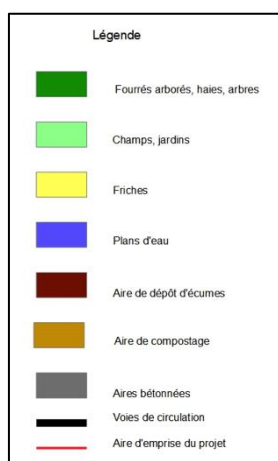 Légende
Fourrés arborés, haies, arbres
Champs, jardins
Friches
Plans d'eau
Aire de dépôt d'écumes
Aire de compostage
Aires bétonnées
Voies de circulation
Aire d'emprise du projet